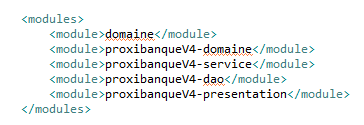 <modules>
<module>domaine</module>
<module>proxibanqueV4-domaine</module>
<module>proxibanqueV4-service</module>
<module>proxibanqueV4-dao</module>
<module>proxibanqueV4-presentation</module>
</modules>